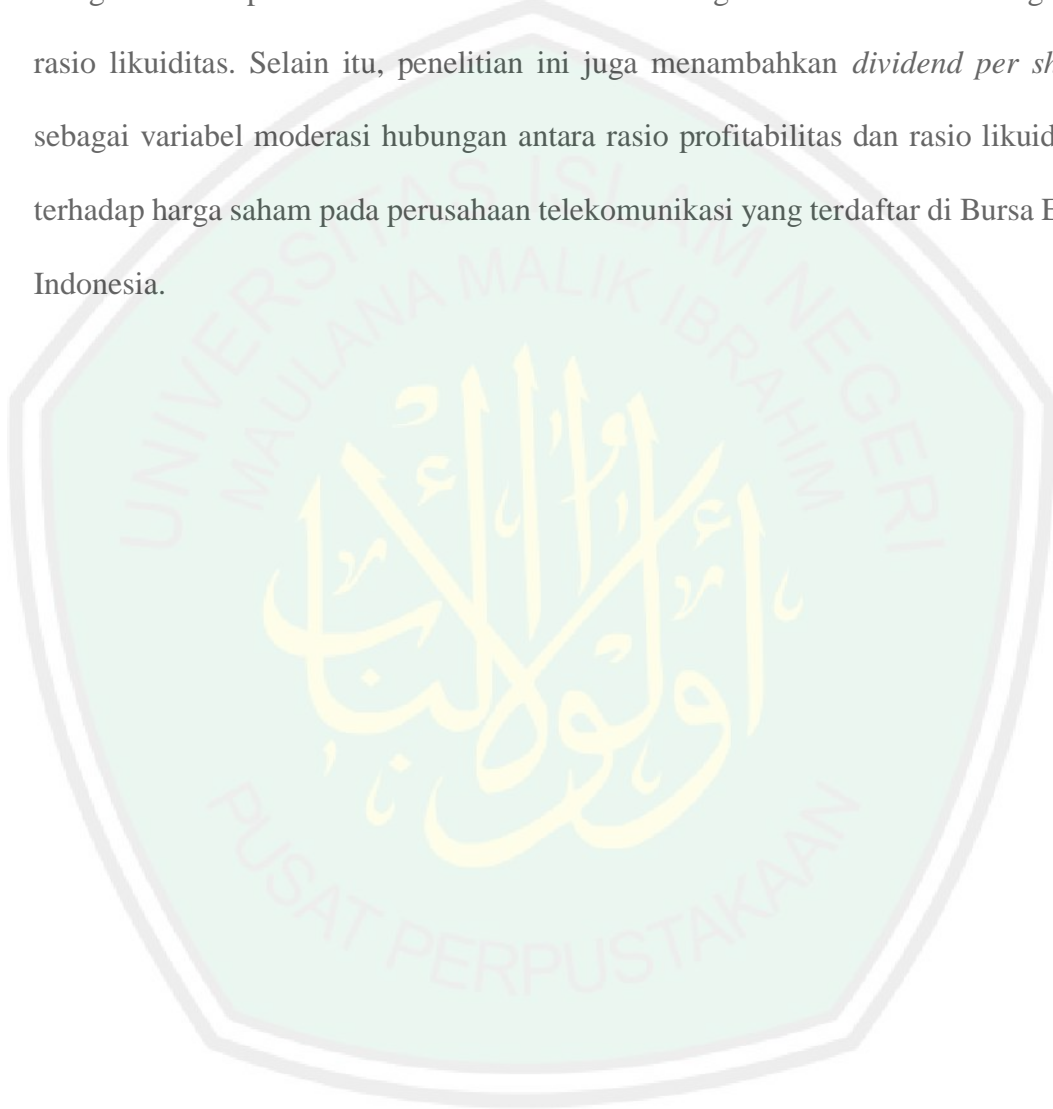 rasio likuiditas. Selain itu, penelitian ini juga menambahkan dividend per sh
sebagai variabel moderasi hubungan antara rasio profitabilitas dan rasio likuid
terhadap harga saham pada perusahaan telekomunikasi yang terdaftar di Bursa E
Indonesia.
UNIVERSITAS ISLAM NEGERI
MAULANA MALIK IBRAHIM
أولوا الألباب
PUSAT PERPUSTAKAAN